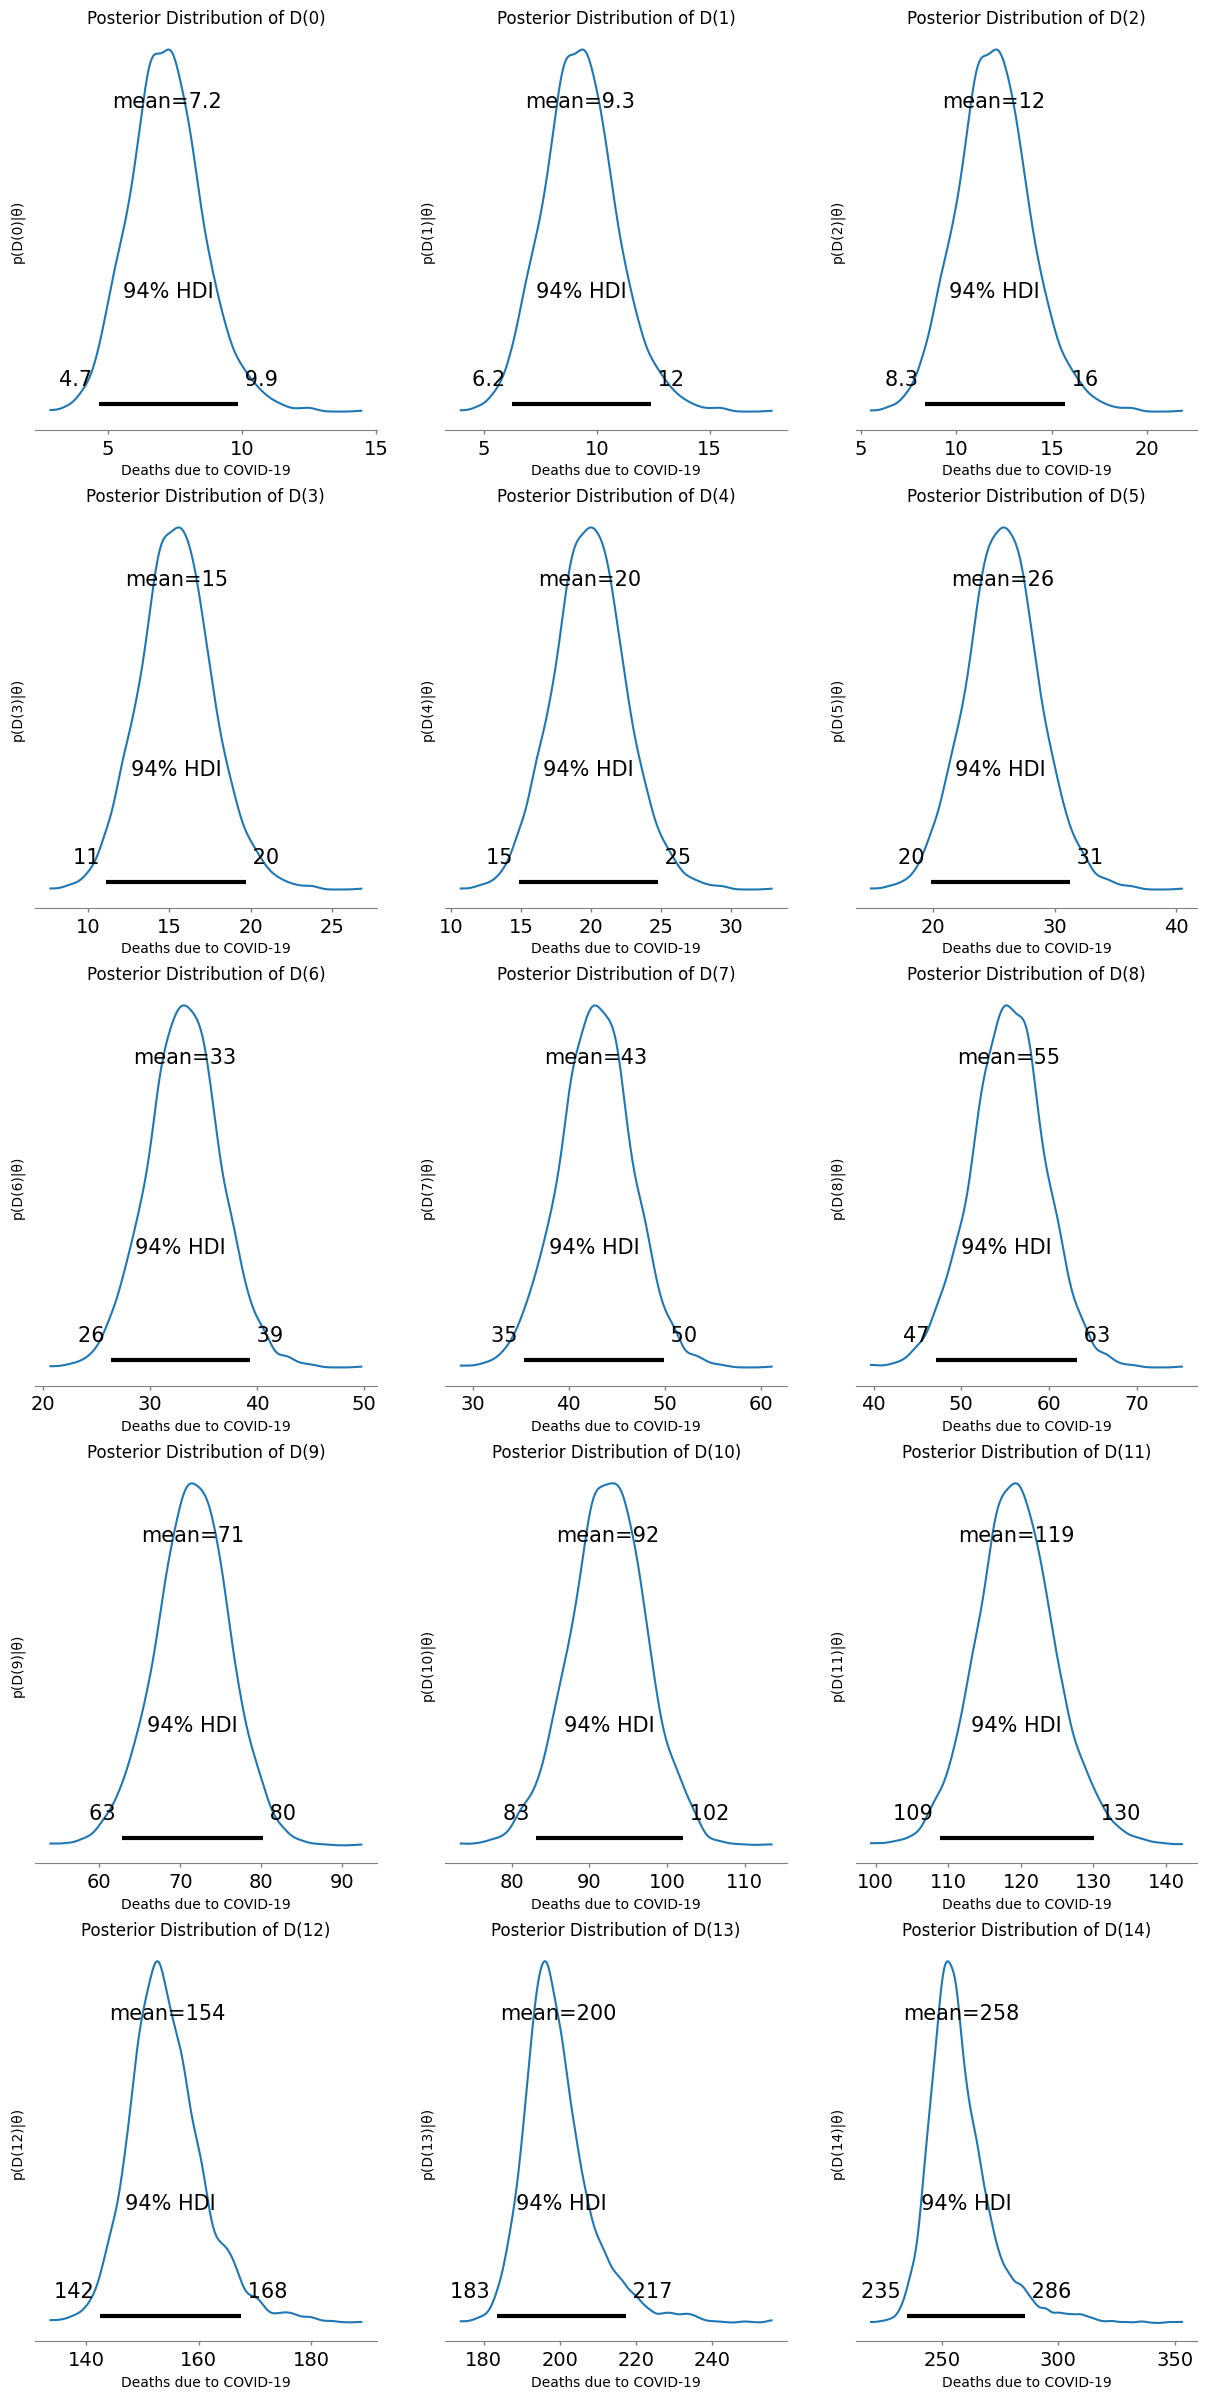 Posterior Distribution of D(0)
mean=7.2
94% HDI
4.7 9.9
p(D(0)|θ)
5 10 15
Deaths due to COVID-19
Posterior Distribution of D(1)
mean=9.3
94% HDI
6.2 12
p(D(1)|θ)
5 10 15
Deaths due to COVID-19
Posterior Distribution of D(2)
mean=12
94% HDI
8.3 16
p(D(2)|θ)
5 10 15 20
Deaths due to COVID-19
Posterior Distribution of D(3)
mean=15
94% HDI
11 20
p(D(3)|θ)
10 15 20 25
Deaths due to COVID-19
Posterior Distribution of D(4)
mean=20
94% HDI
15 25
p(D(4)|θ)
10 15 20 25 30
Deaths due to COVID-19
Posterior Distribution of D(5)
mean=26
94% HDI
20 31
p(D(5)|θ)
20 30 40
Deaths due to COVID-19
Posterior Distribution of D(6)
mean=33
94% HDI
26 39
p(D(6)|θ)
20 30 40 50
Deaths due to COVID-19
Posterior Distribution of D(7)
mean=43
94% HDI
35 50
p(D(7)|θ)
30 40 50 60
Deaths due to COVID-19
Posterior Distribution of D(8)
mean=55
94% HDI
47 63
p(D(8)|θ)
40 50 60 70
Deaths due to COVID-19
Posterior Distribution of D(9)
mean=71
94% HDI
63 80
p(D(9)|θ)
60 70 80 90
Deaths due to COVID-19
Posterior Distribution of D(10)
mean=92
94% HDI
83 102
p(D(10)|θ)
80 90 100 110
Deaths due to COVID-19
Posterior Distribution of D(11)
mean=119
94% HDI
109 130
p(D(11)|θ)
100 110 120 130 140
Deaths due to COVID-19
Posterior Distribution of D(12)
mean=154
94% HDI
142 168
p(D(12)|θ)
140 160 180
Deaths due to COVID-19
Posterior Distribution of D(13)
mean=200
94% HDI
183 217
p(D(13)|θ)
180 200 220 240
Deaths due to COVID-19
Posterior Distribution of D(14)
mean=258
94% HDI
235 286
p(D(14)|θ)
250 300 350
Deaths due to COVID-19